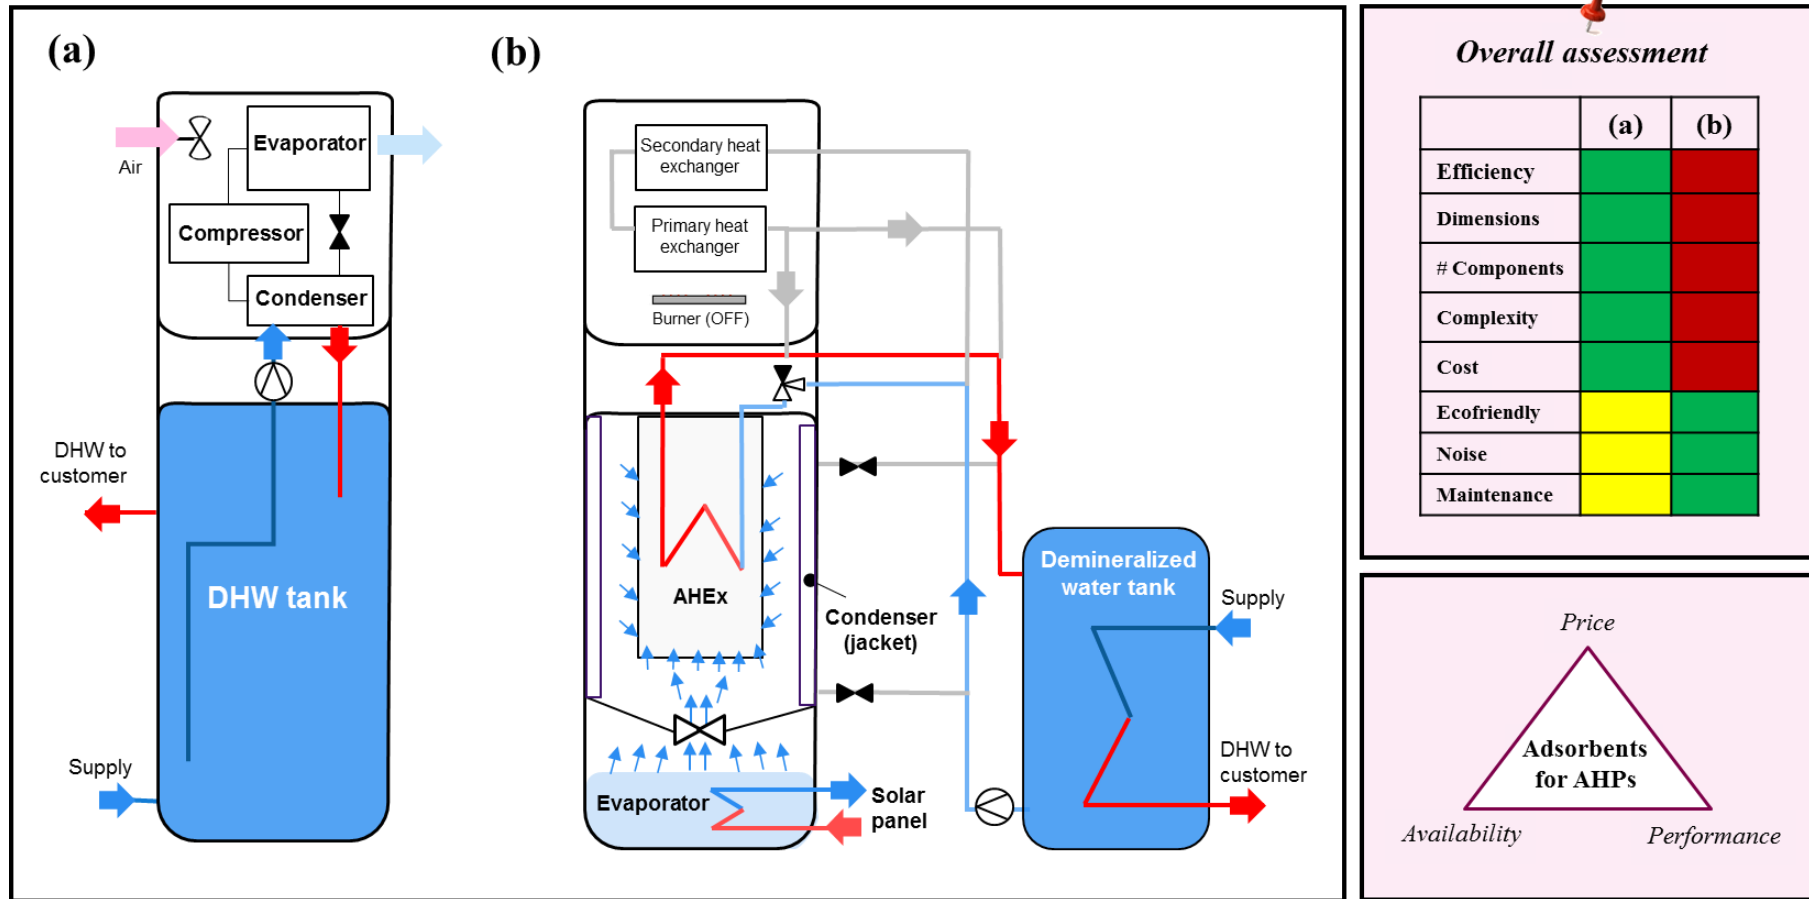 (a)
Air
Evaporator
Compressor
Condenser
DHW to
customer
DHW tank
Supply
(b)
Secondary heat
exchanger
Primary heat
exchanger
Burner (OFF)
AHEx
Condenser
(jacket)
Evaporator
Solar
panel
Demineralized
water tank
Supply
DHW to
customer
Overall assessment
(a) (b)
Efficiency
Dimensions
# Components
Complexity
Cost
Ecofriendly
Noise
Maintenance
Price
Adsorbents
for AHPs
Availability
Performance